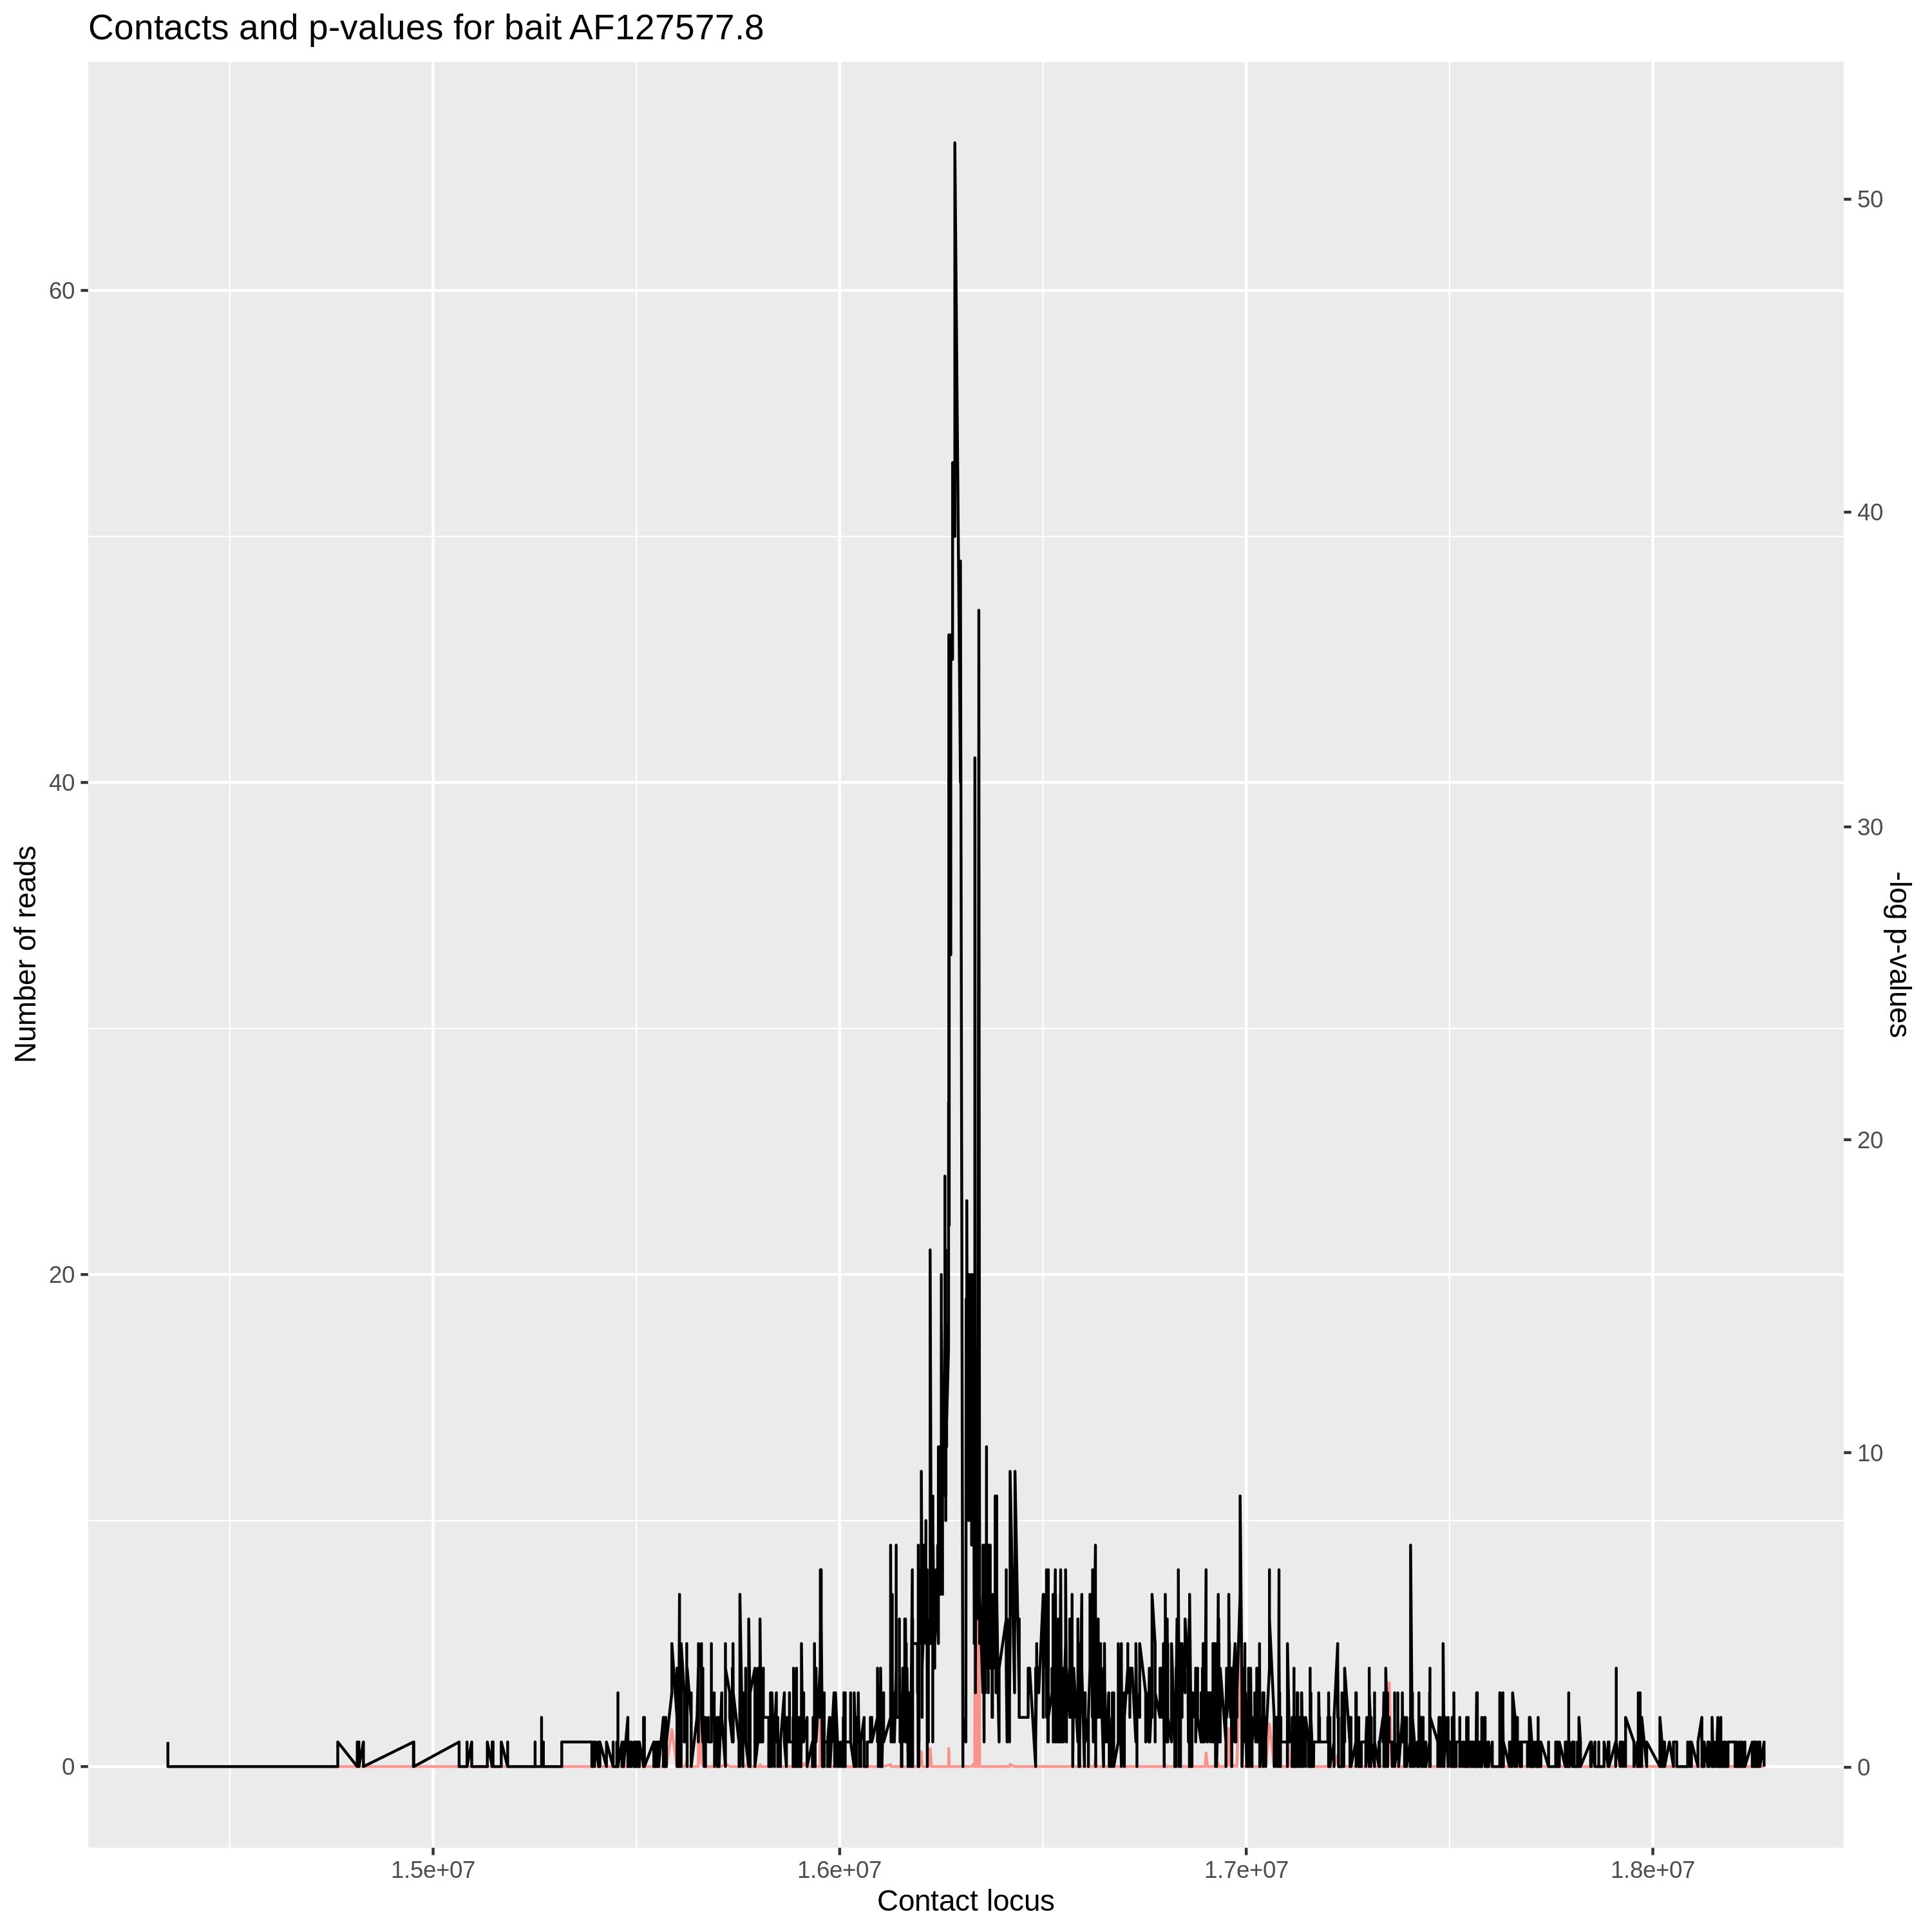 Contacts and p-values for bait AF127577.8
60
40
20
0
Number of reads
50
40
30
20
10
0
-log p-values
1.5e+07
1.6e+07
1.7e+07
1.8e+07
Contact locus